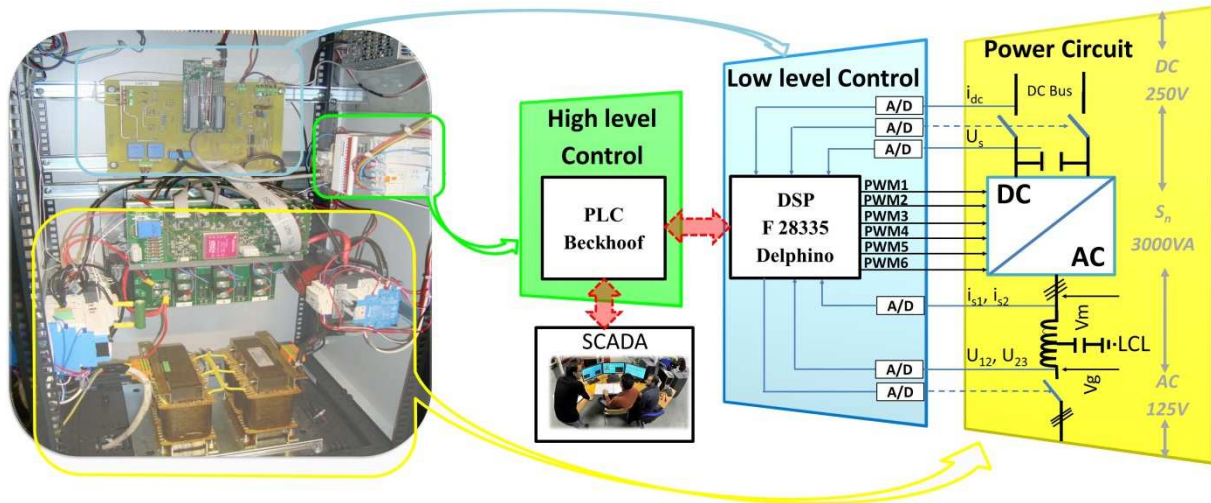 High level
Control
PLC
Beckhoof
SCADA
Low level Control
A/D
A/D
A/D
DSP
F 28335
Delphino
PWM1
PWM2
PWM3
PWM4
PWM5
PWM6
A/D
A/D
A/D
Power Circuit
i_dc
DC Bus
U_s
DC
AC
i_s1, i_s2
Vm
LCL
U_12, U_23
Vg
DC
250V
S_n
3000VA
AC
125V